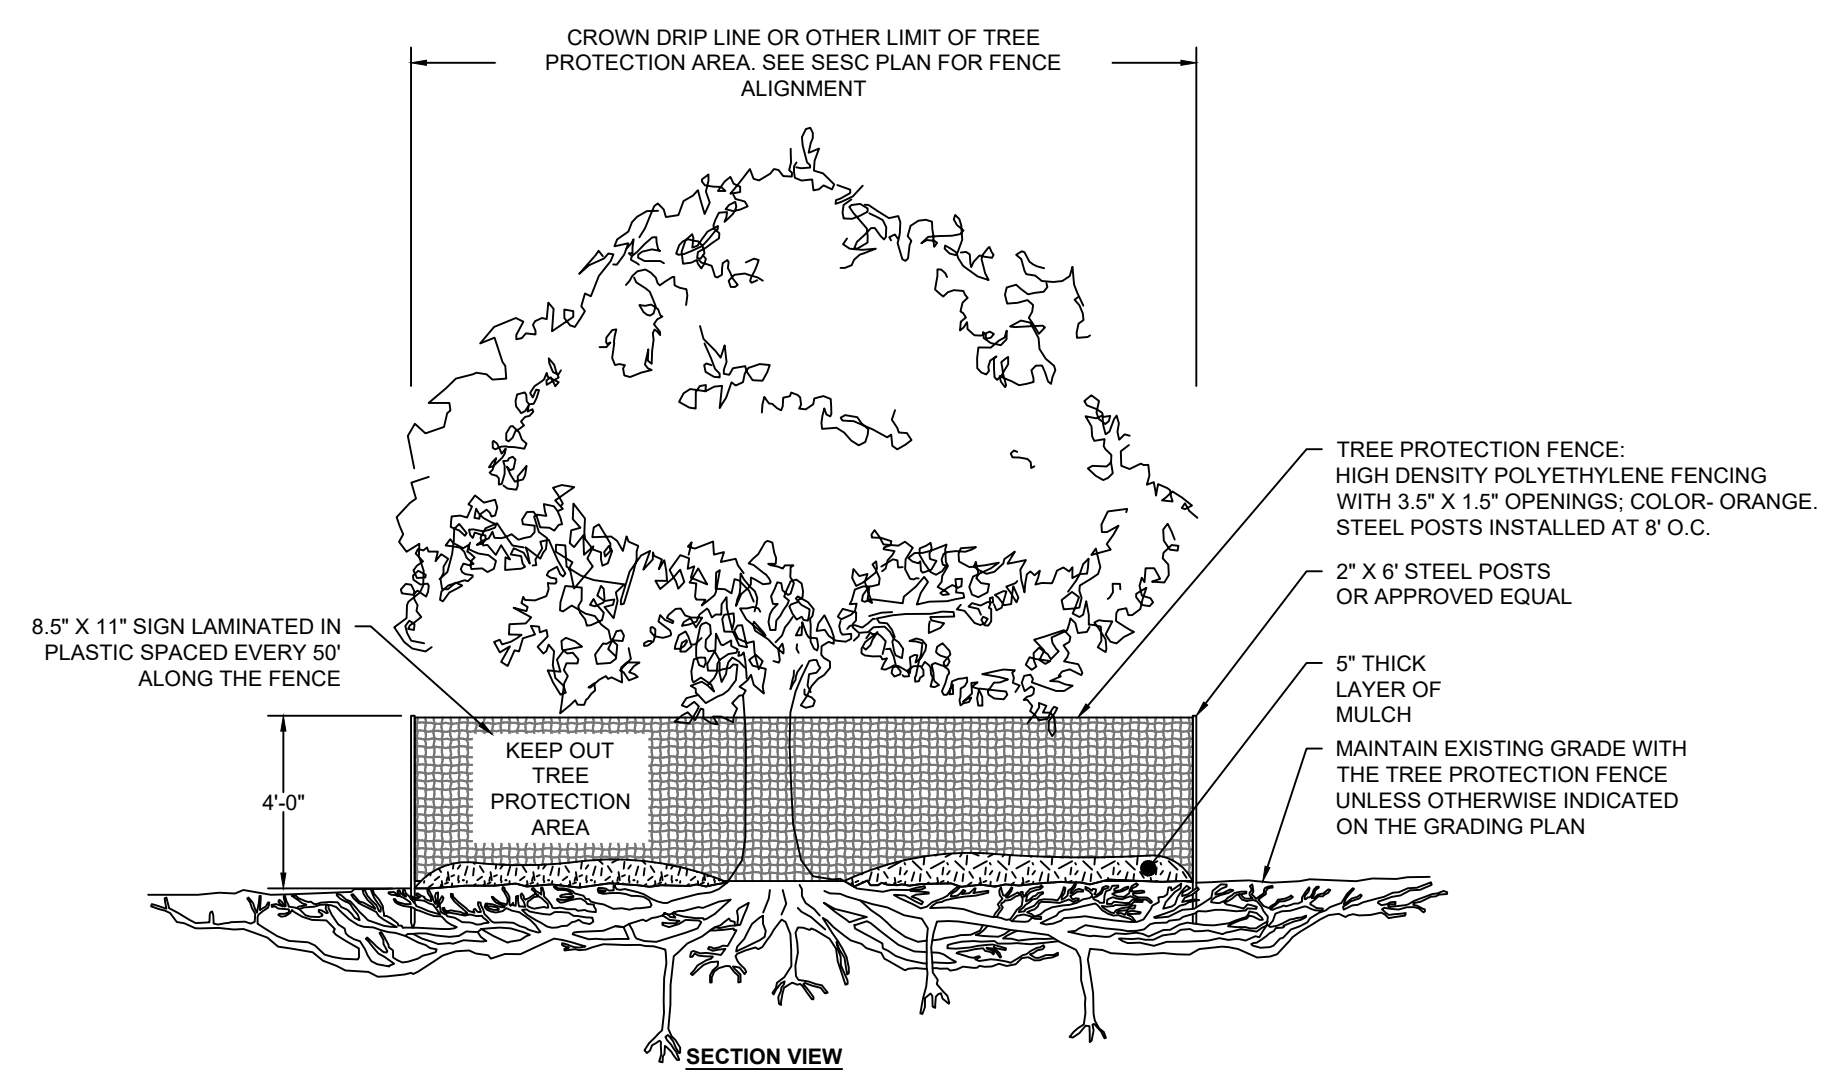 CROWN DRIP LINE OR OTHER LIMIT OF TREE
PROTECTION AREA. SEE SESC PLAN FOR FENCE
ALIGNMENT
TREE PROTECTION FENCE:
HIGH DENSITY POLYETHYLENE FENCING
WITH 3.5" X 1.5" OPENINGS; COLOR- ORANGE.
STEEL POSTS INSTALLED AT 8' O.C.
2" X 6' STEEL POSTS
OR APPROVED EQUAL
8.5" X 11" SIGN LAMINATED IN
PLASTIC SPACED EVERY 50'
ALONG THE FENCE
5" THICK
LAYER OF
MULCH
KEEP OUT
TREE
PROTECTION
AREA
4'-0"
MAINTAIN EXISTING GRADE WITH
THE TREE PROTECTION FENCE
UNLESS OTHERWISE INDICATED
ON THE GRADING PLAN
SECTION VIEW